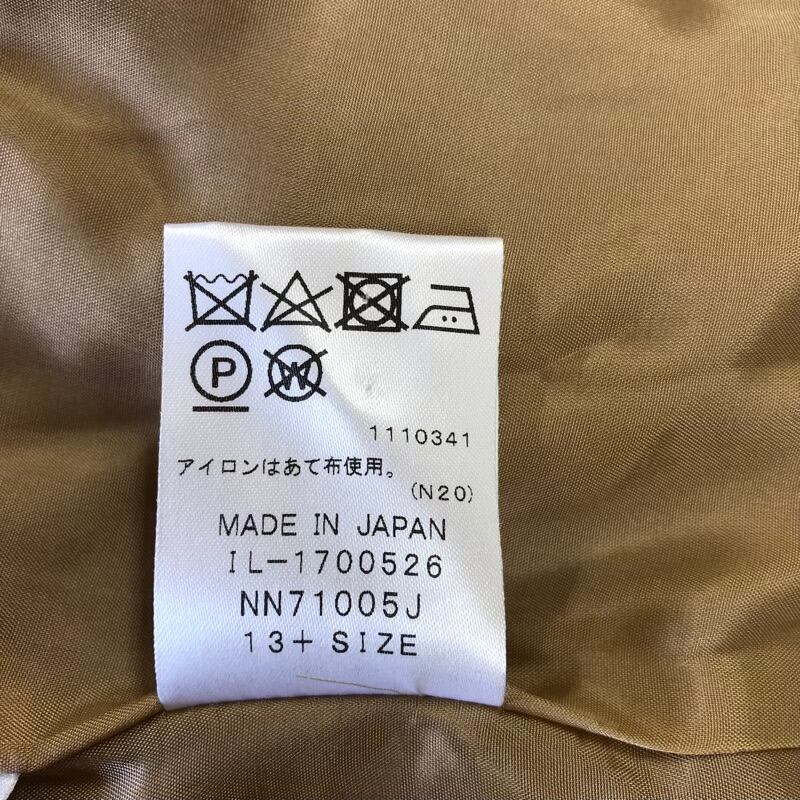 P W
1110341
アイロンはあて布使用。
(N20)
MADE IN JAPAN
IL-1700526
NN71005J
13+ SIZE